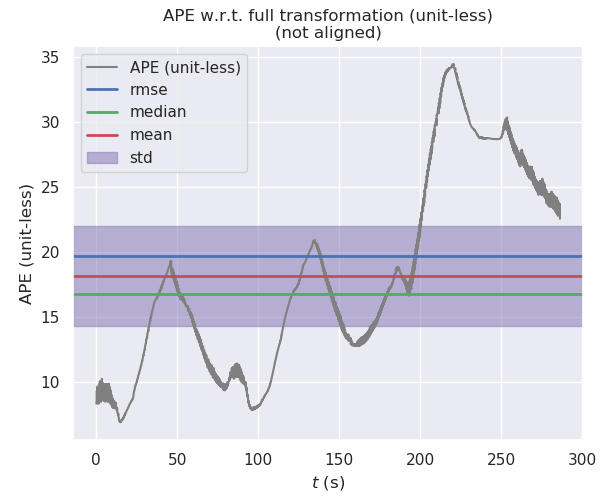 APE w.r.t. full transformation (unit-less)
(not aligned)
APE (unit-less)
rmse
median
mean
std
APE (unit-less)
35
30
25
20
15
10
0
50
100
150
200
250
300
t (s)